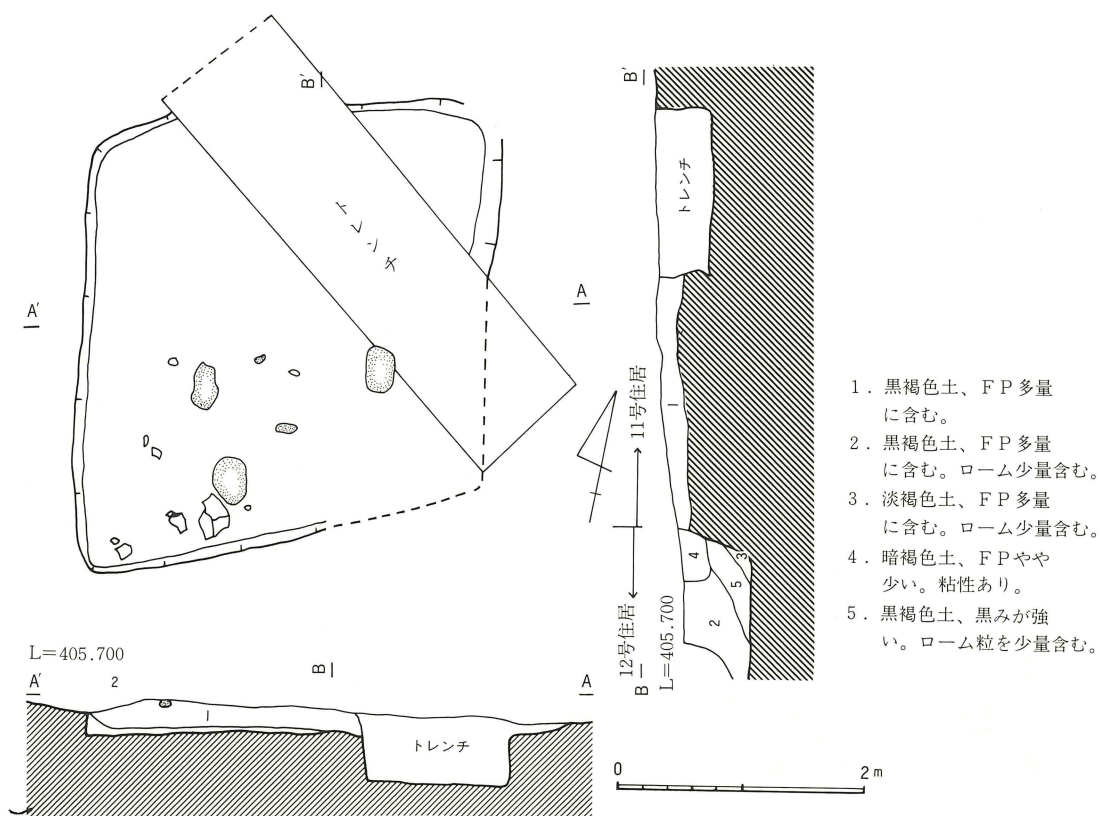 B'
トレンチ
A'
A
B'
トレンチ
1
11号住居
12号住居
4
3
5
2
B
L=405.700
1. 黒褐色土、FP多量
に含む。
2. 黒褐色土、FP多量
に含む。ローム少量含む。
3. 淡褐色土、FP多量
に含む。ローム少量含む。
4. 暗褐色土、FPやや
少い。粘性あり。
5. 黒褐色土、黒みが強
い。ローム粒を少量含む。
L=405.700
A'
2
B
A
1
トレンチ
0
2m